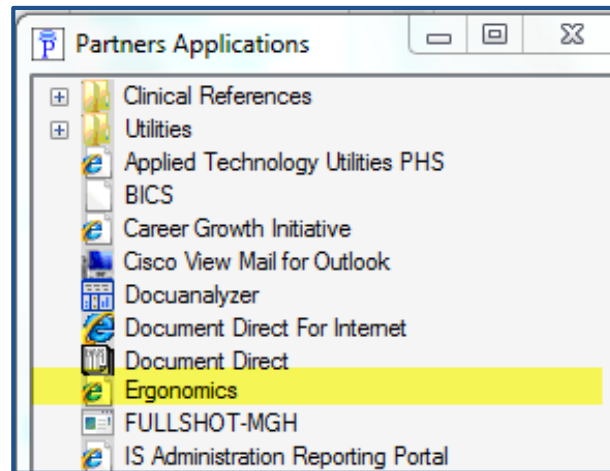 Partners Applications
Clinical References
Utilities
Applied Technology Utilities PHS
BICS
Career Growth Initiative
Cisco View Mail for Outlook
Docuanalyzer
Document Direct For Internet
Document Direct
Ergonomics
FULLSHOT-MGH
IS Administration Reporting Portal